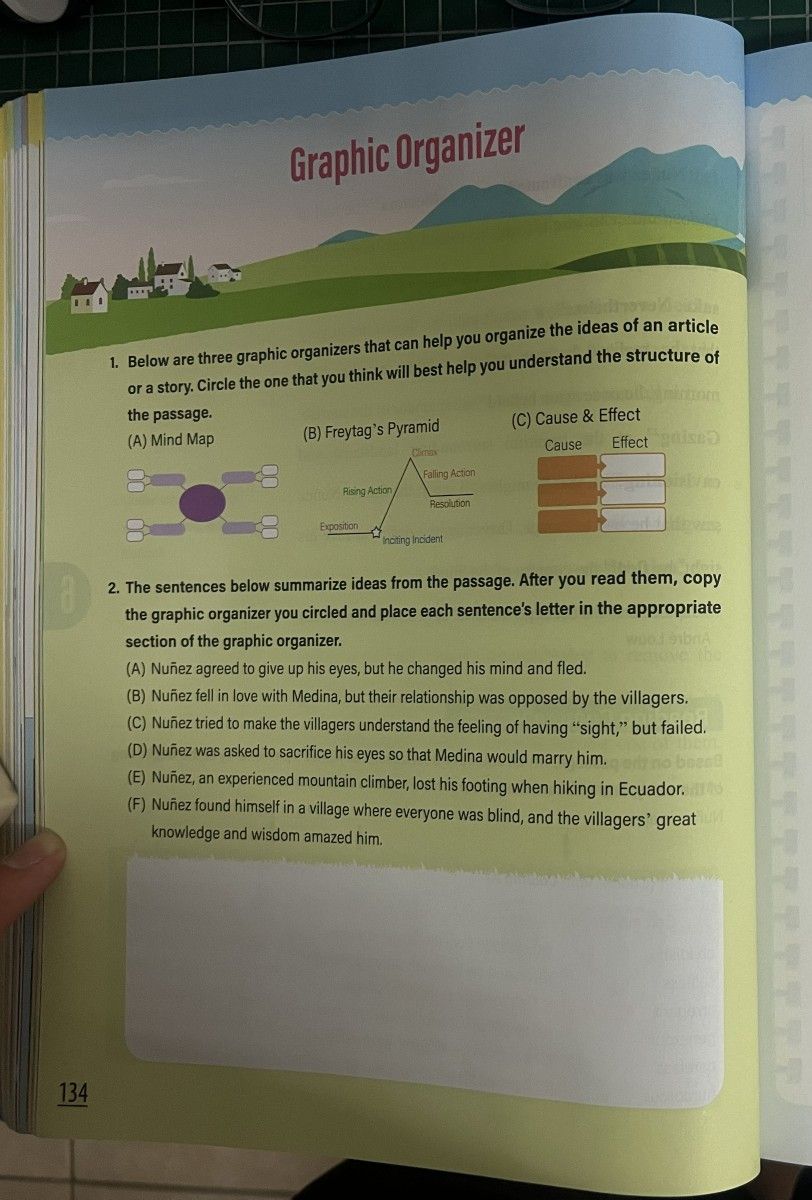 Graphic Organizer
1. Below are three graphic organizers that can help you organize the ideas of an article
or a story. Circle the one that you think will best help you understand the structure of
the passage.
(A) Mind Map
(B) Freytag's Pyramid
Climax
Rising Action
Falling Action
Resolution
Exposition
Inciting Incident
(C) Cause & Effect
Cause Effect
2. The sentences below summarize ideas from the passage. After you read them, copy
the graphic organizer you circled and place each sentence's letter in the appropriate
section of the graphic organizer.
(A) Nuñez agreed to give up his eyes, but he changed his mind and fled.
(B) Nuñez fell in love with Medina, but their relationship was opposed by the villagers.
(C) Nuñez tried to make the villagers understand the feeling of having “sight,” but failed.
(D) Nuñez was asked to sacrifice his eyes so that Medina would marry him.
(E) Nuñez, an experienced mountain climber, lost his footing when hiking in Ecuador.
(F) Nuñez found himself in a village where everyone was blind, and the villagers’ great
knowledge and wisdom amazed him.
134